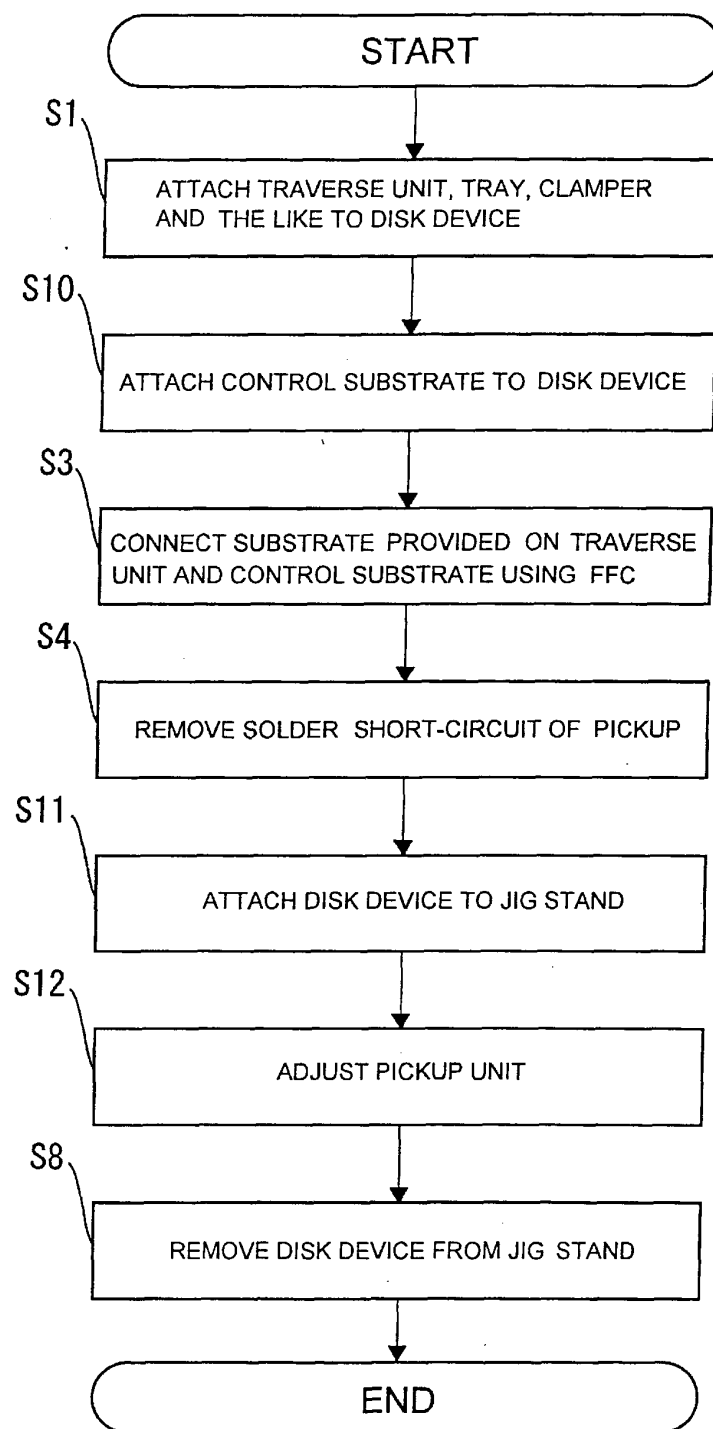 START
S1
ATTACH TRAVERSE UNIT, TRAY, CLAMPER
AND THE LIKE TO DISK DEVICE
S10
ATTACH CONTROL SUBSTRATE TO DISK DEVICE
S3
CONNECT SUBSTRATE PROVIDED ON TRAVERSE
UNIT AND CONTROL SUBSTRATE USING FFC
S4
REMOVE SOLDER SHORT-CIRCUIT OF PICKUP
S11
ATTACH DISK DEVICE TO JIG STAND
S12
ADJUST PICKUP UNIT
S8
REMOVE DISK DEVICE FROM JIG STAND
END